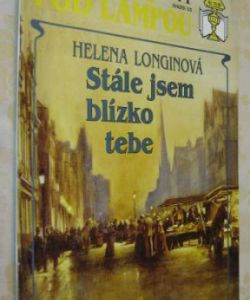 POD LAMPOU
HELENA LONGINOVÁ
Stále jsem
blízko
tebe